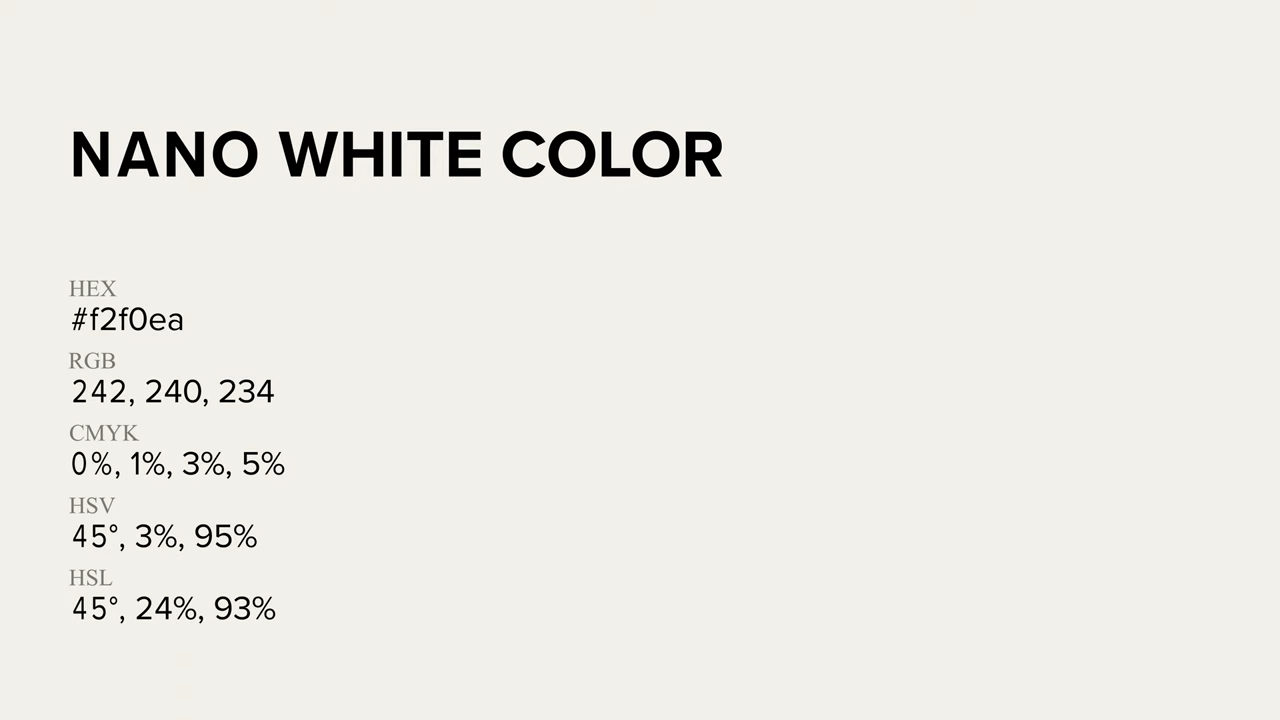 NANO WHITE COLOR
HEX
#f2f0ea
RGB
242, 240, 234
CMYK
0%, 1%, 3%, 5%
HSV
45°, 3%, 95%
HSL
45°, 24%, 93%